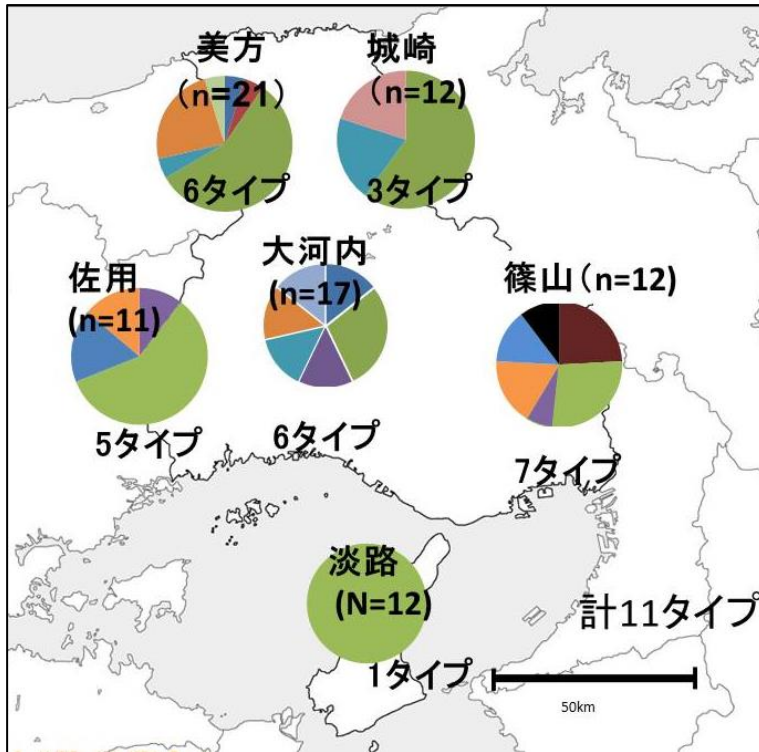 美方
（n=21）
6タイプ
城崎
（n=12)
3タイプ
佐用
(n=11)
5タイプ
大河内
(n=17)
6タイプ
篠山（n=12)
7タイプ
淡路
(N=12)
1タイプ
計11タイプ
50km